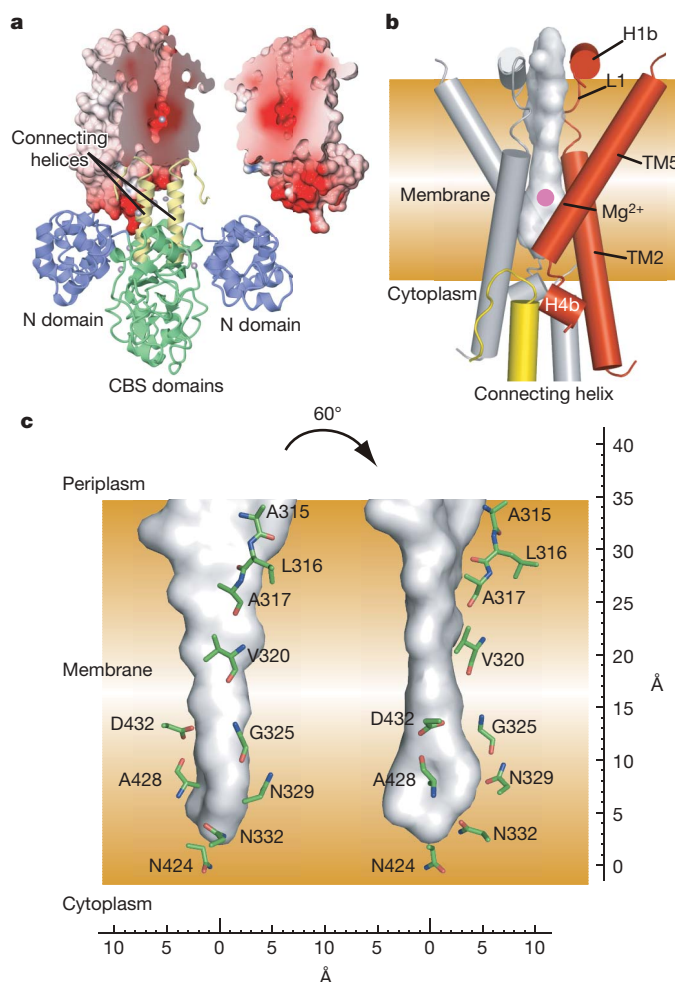 a
Connecting
helices
N domain
N domain
CBS domains
b
H1b
L1
TM5
Membrane
Mg2+
TM2
Cytoplasm
H4b
Connecting helix
c
60°
Periplasm
A315
A315
L316
L316
A317
A317
V320
V320
Membrane
D432
G325
D432
G325
A428
N329
A428
N329
N332
N332
N424
N424
Cytoplasm
40
35
30
25
20
15
10
5
0
Å
10 5 0 5 10 5 0 5 10
Å